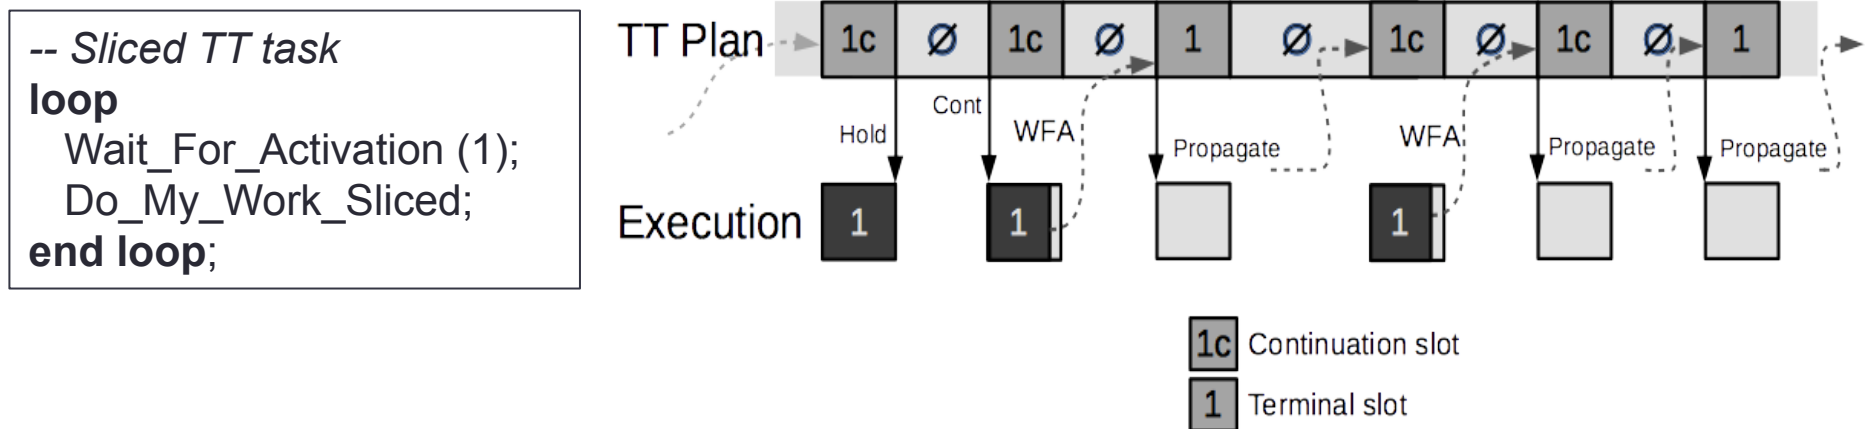 -- Sliced TT task
loop
Wait_For_Activation (1);
Do_My_Work_Sliced;
end loop;
TT Plan 1c Ø 1c Ø 1 Ø 1c Ø 1c Ø 1
Hold Cont WFA Propagate WFA Propagate Propagate
Execution 1 1 1
1c Continuation slot
1 Terminal slot